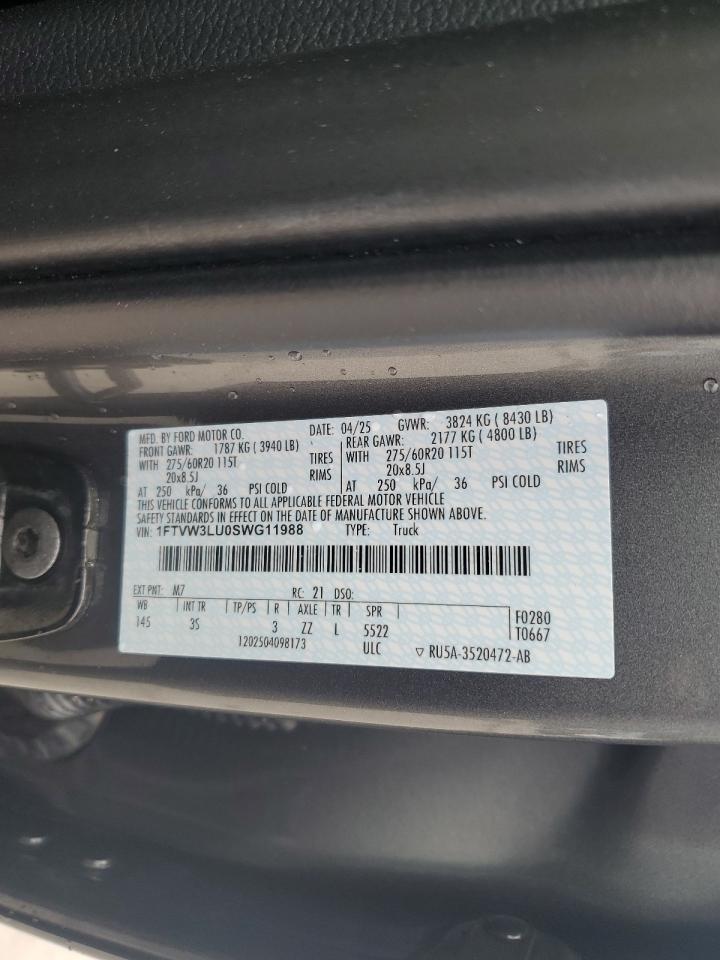 MFD. BY FORD MOTOR CO. DATE: 04/25 GVWR: 3824 KG ( 8430 LB)
FRONT GAWR: 1787 KG ( 3940 LB) REAR GAWR: 2177 KG ( 4800 LB)
WITH 275/60R20 115T TIRES WITH 275/60R20 115T TIRES
20x8.5J RIMS 20x8.5J RIMS
AT 250 kPa/ 36 PSI COLD AT 250 kPa/ 36 PSI COLD
THIS VEHICLE CONFORMS TO ALL APPLICABLE FEDERAL MOTOR VEHICLE
SAFETY STANDARDS IN EFFECT ON THE DATE OF MANUFACTURE SHOWN ABOVE.
VIN: 1FTVW3LU0SWG11988 TYPE: Truck
EXT PNT: M7 RC: 21 DSO:
WB INT TR TP/PS R AXLE TR SPR F0280
145 3S 3 ZZ L 5522 T0667
1202504098173 ULC ▽ RU5A-3520472-AB